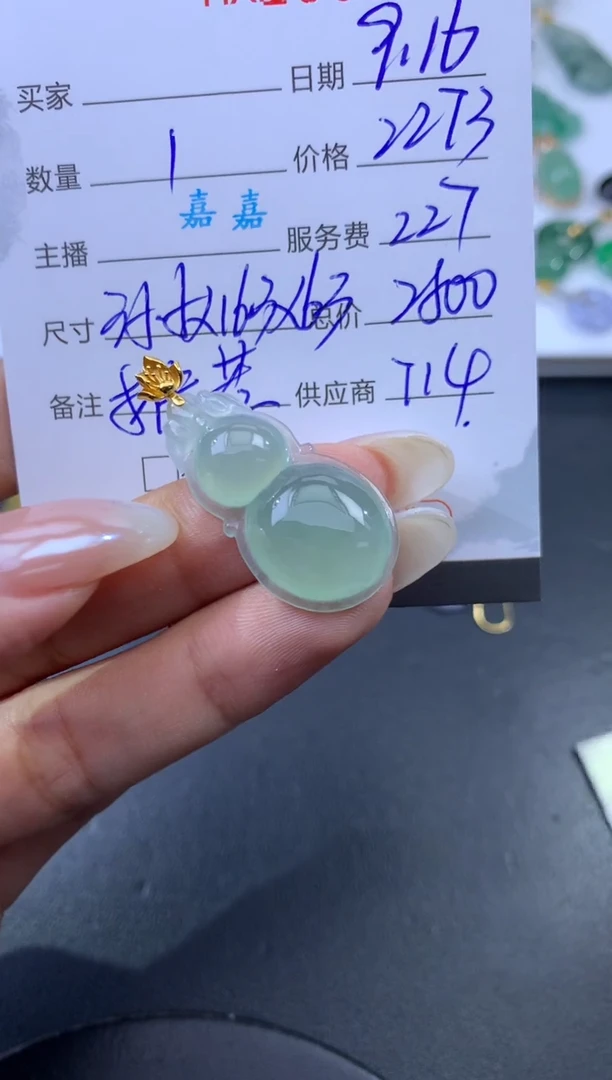 买家 日期 9.16
数量 1 价格 2273
嘉嘉
主播 服务费 227
尺寸 总价 2500
备注 供应商 T14.